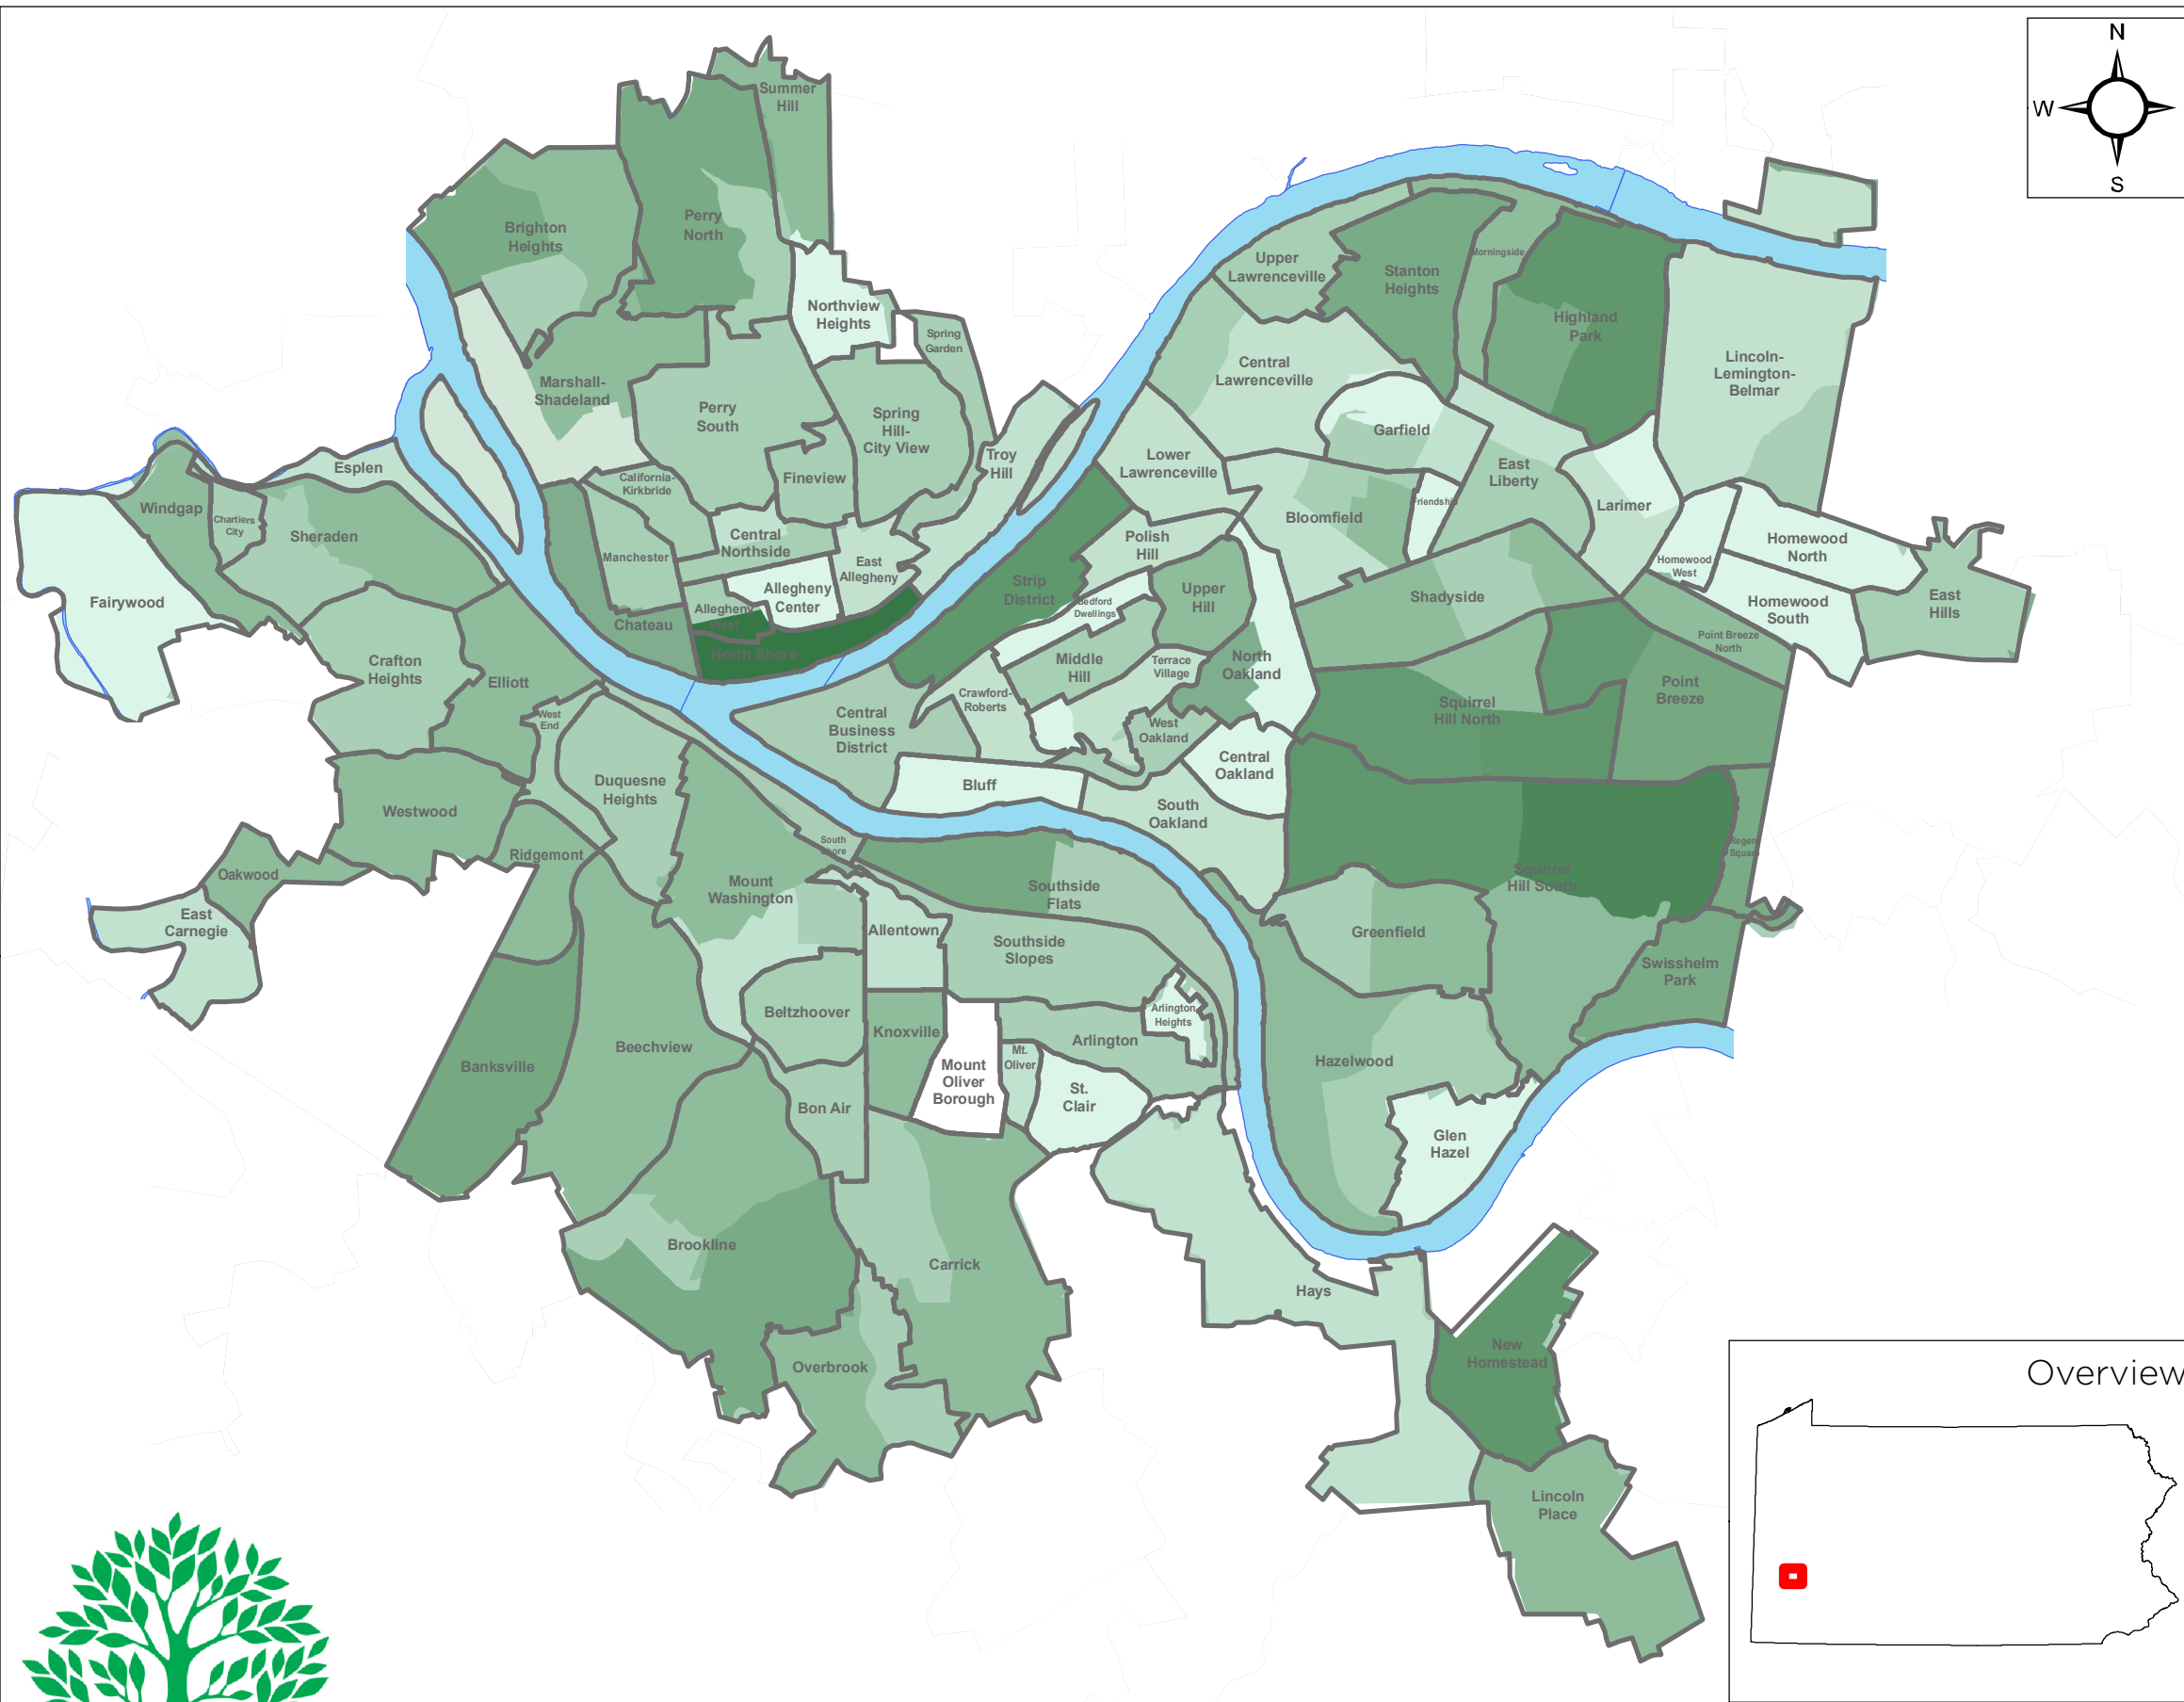 N
W
S
Summer
Hill
Brighton
Heights
Perry
North
Northview
Heights
Spring
Garden
Marshall-
Shadeland
Perry
South
Spring
Hill-
City View
Fineview
Troy
Hill
California-
Kirkbride
Central
Northside
Manchester
East
Allegheny
Allegheny
Center
Allegheny
West
Chateau
North Shore
Esplen
Windgap
Chartiers
City
Sheraden
Fairywood
Crafton
Heights
Elliott
West
End
Westwood
Duquesne
Heights
Ridgemont
Oakwood
East
Carnegie
Mount
Washington
South
Shore
Banksville
Beechview
Beltzhoover
Bon Air
Allentown
Knoxville
Mount
Oliver
Borough
Mt.
Oliver
St.
Clair
Arlington
Arlington
Heights
Southside
Slopes
Southside
Flats
Brookline
Overbrook
Carrick
Hays
New
Homestead
Lincoln
Place
Upper
Lawrenceville
Stanton
Heights
Morningside
Highland
Park
Lincoln-
Lemington-
Belmar
Central
Lawrenceville
Garfield
Lower
Lawrenceville
Bloomfield
Friendship
East
Liberty
Larimer
Homewood
West
Homewood
North
Homewood
South
East
Hills
Strip
District
Polish
Hill
Bedford
Dwellings
Upper
Hill
Middle
Hill
Terrace
Village
North
Oakland
Crawford-
Roberts
Central
Business
District
West
Oakland
Central
Oakland
Bluff
South
Oakland
Shadyside
Point Breeze
North
Point
Breeze
Squirrel
Hill North
Squirrel
Hill South
Square
Greenfield
Swisshelm
Park
Hazelwood
Glen
Hazel
Overview